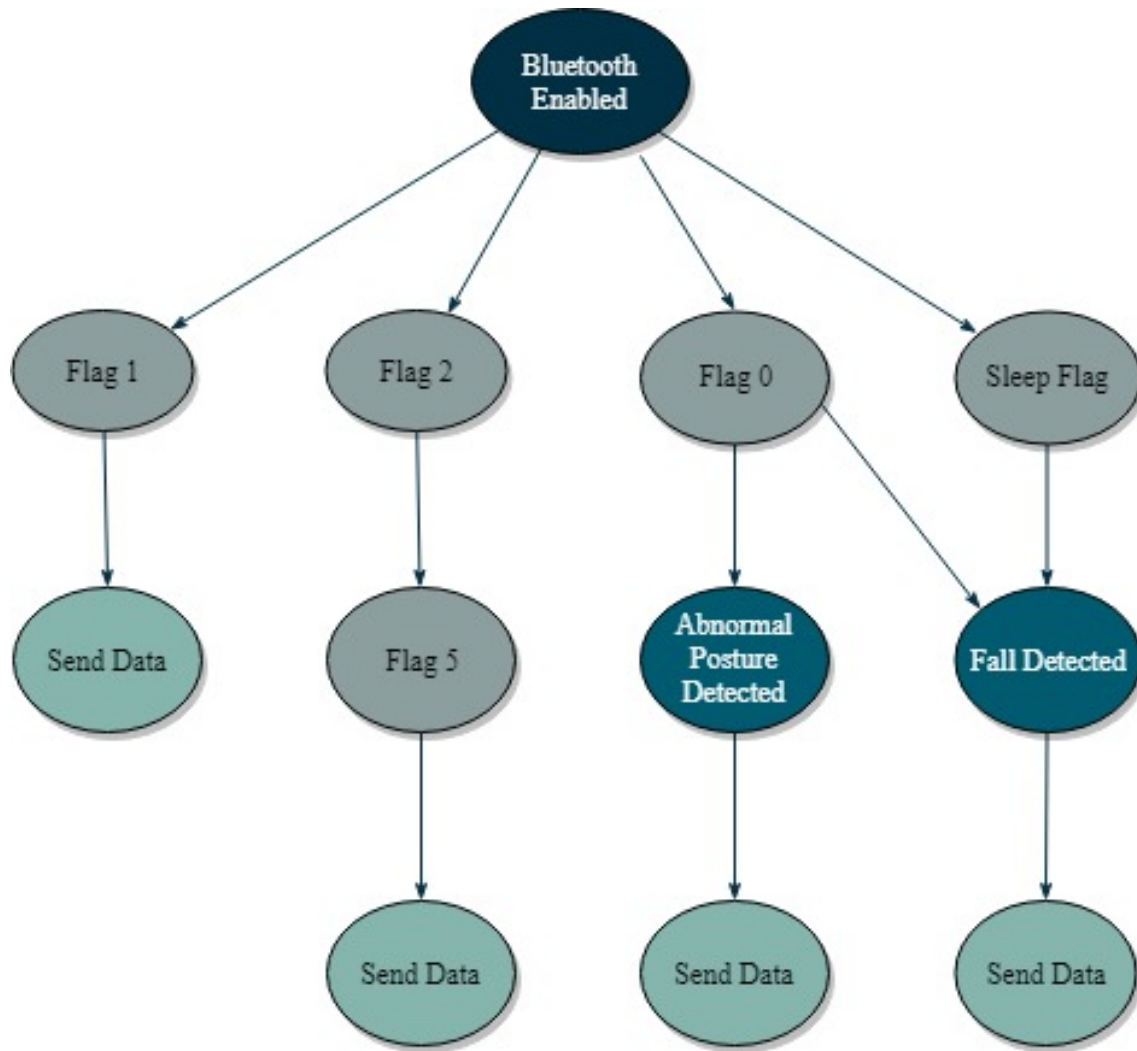 Bluetooth
Enabled
Flag 1
Flag 2
Flag 0
Sleep Flag
Send Data
Flag 5
Abnormal
Posture
Detected
Fall Detected
Send Data
Send Data
Send Data